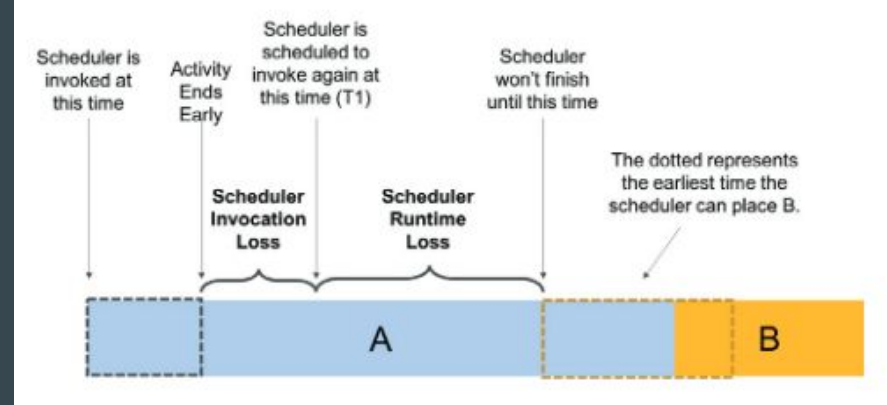 Scheduler is
invoked at
this time
Activity
Ends
Early
Scheduler is
scheduled to
invoke again at
this time (T1)
Scheduler
won't finish
until this time
The dotted represents
the earliest time the
scheduler can place B.
Scheduler
Invocation
Loss
Scheduler
Runtime
Loss
A
B